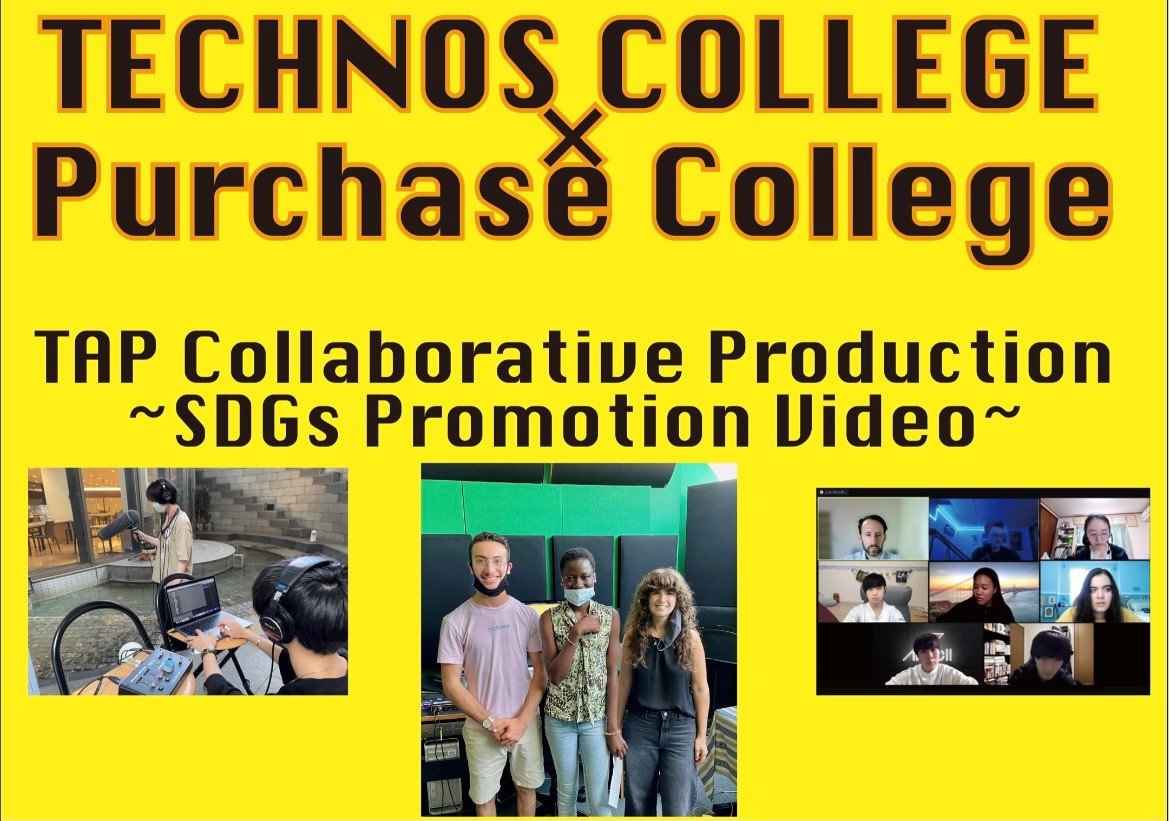 TECHNOS COLLEGE
×
Purchase College
TAP Collaborative Production
~SDGs Promotion Video~